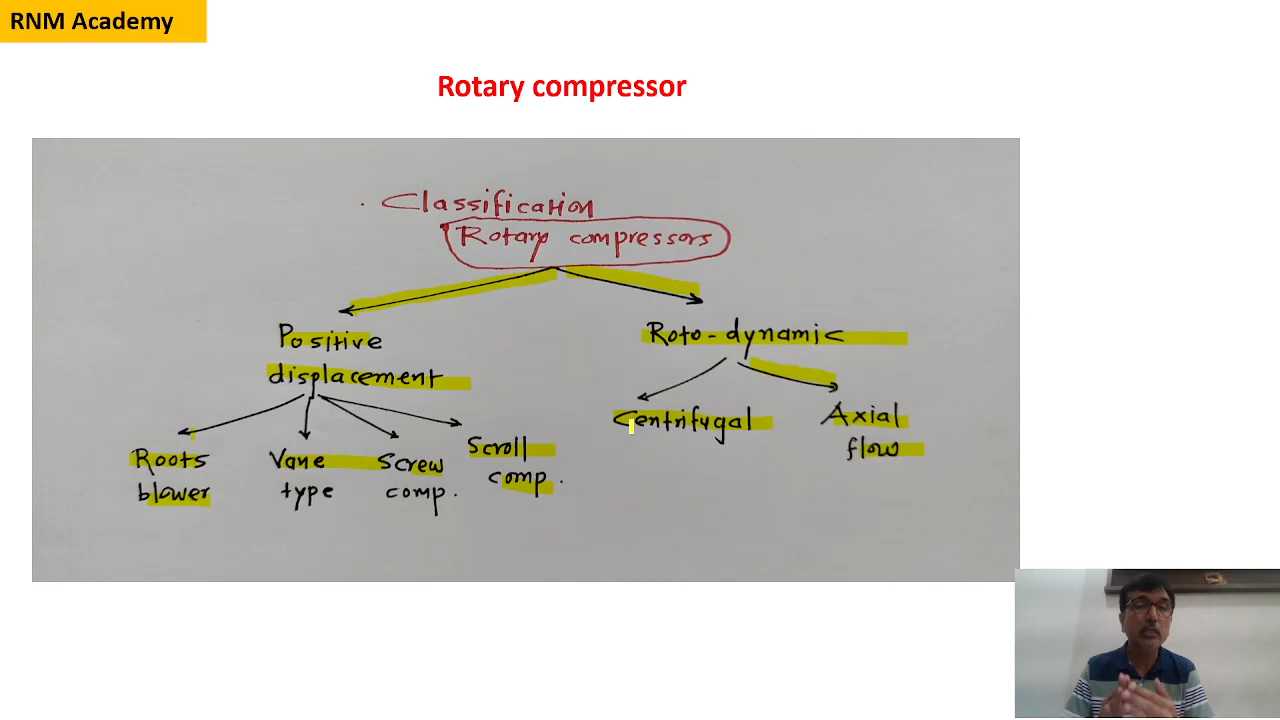 RNM Academy
Rotary compressor
Classification
Rotary compressors
Positive
displacement
Roto-dynamic
Roots
blower
Vane
type
Screw
comp.
Scroll
comp.
Centrifugal
Axial
flow